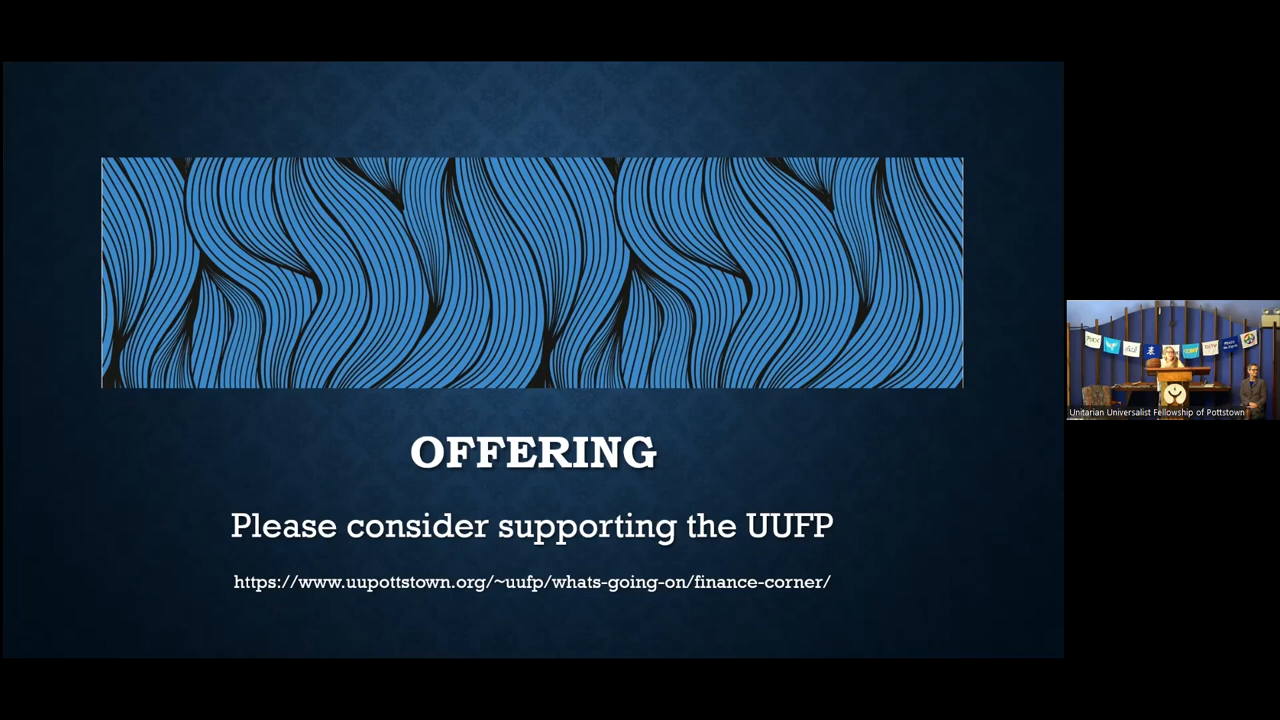 OFFERING
Please consider supporting the UUFP
https://www.uupottstown.org/~uufp/whats-going-on/finance-corner/
Unitarian Universalist Fellowship of Pottstown